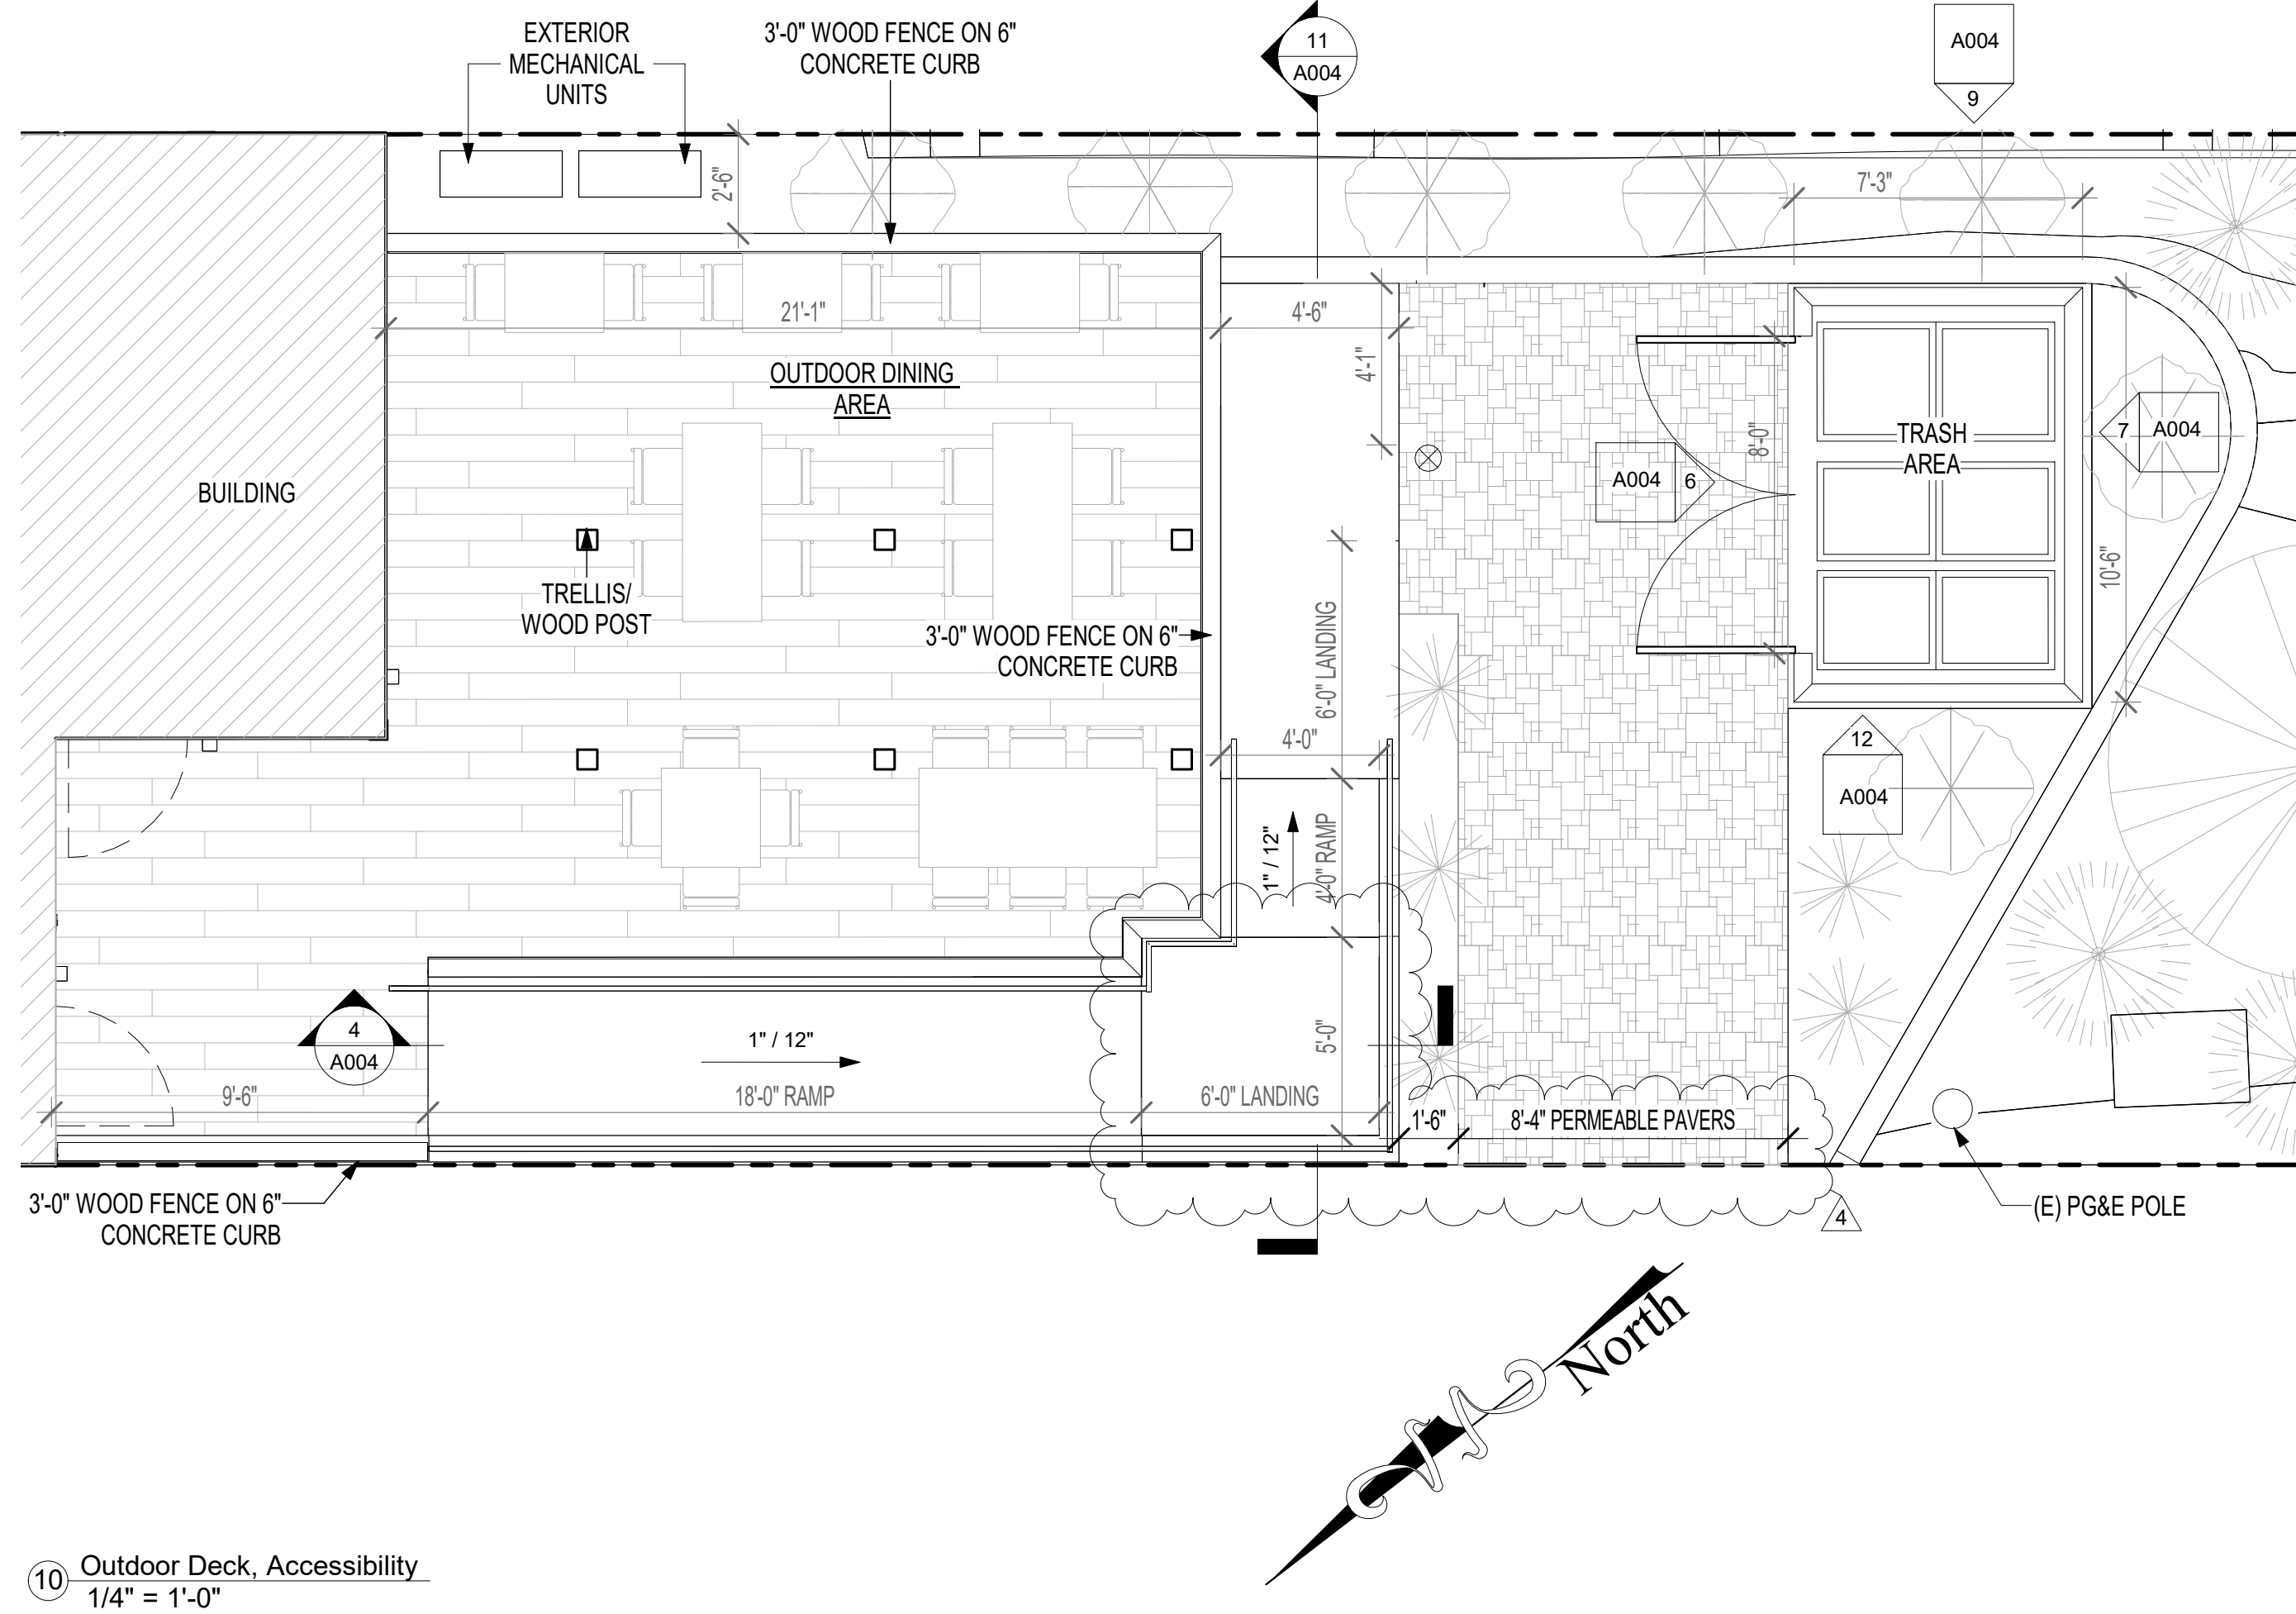 EXTERIOR
MECHANICAL
UNITS
3'-0" WOOD FENCE ON 6"
CONCRETE CURB
11
A004
A004
9
2'-6"
7'-3"
21'-1"
4'-6"
4'-1"
OUTDOOR DINING
AREA
BUILDING
TRASH
AREA
8'-0"
A004
6
7
A004
10'-6"
TRELLIS/
WOOD POST
3'-0" WOOD FENCE ON 6"
CONCRETE CURB
6'-0" LANDING
4'-0"
12
A004
1" / 12"
4'-0" RAMP
4
A004
1" / 12"
5'-0"
9'-6"
18'-0" RAMP
6'-0" LANDING
1'-6"
8'-4" PERMEABLE PAVERS
3'-0" WOOD FENCE ON 6"
CONCRETE CURB
4
(E) PG&E POLE
North
10
Outdoor Deck, Accessibility
1/4" = 1'-0"